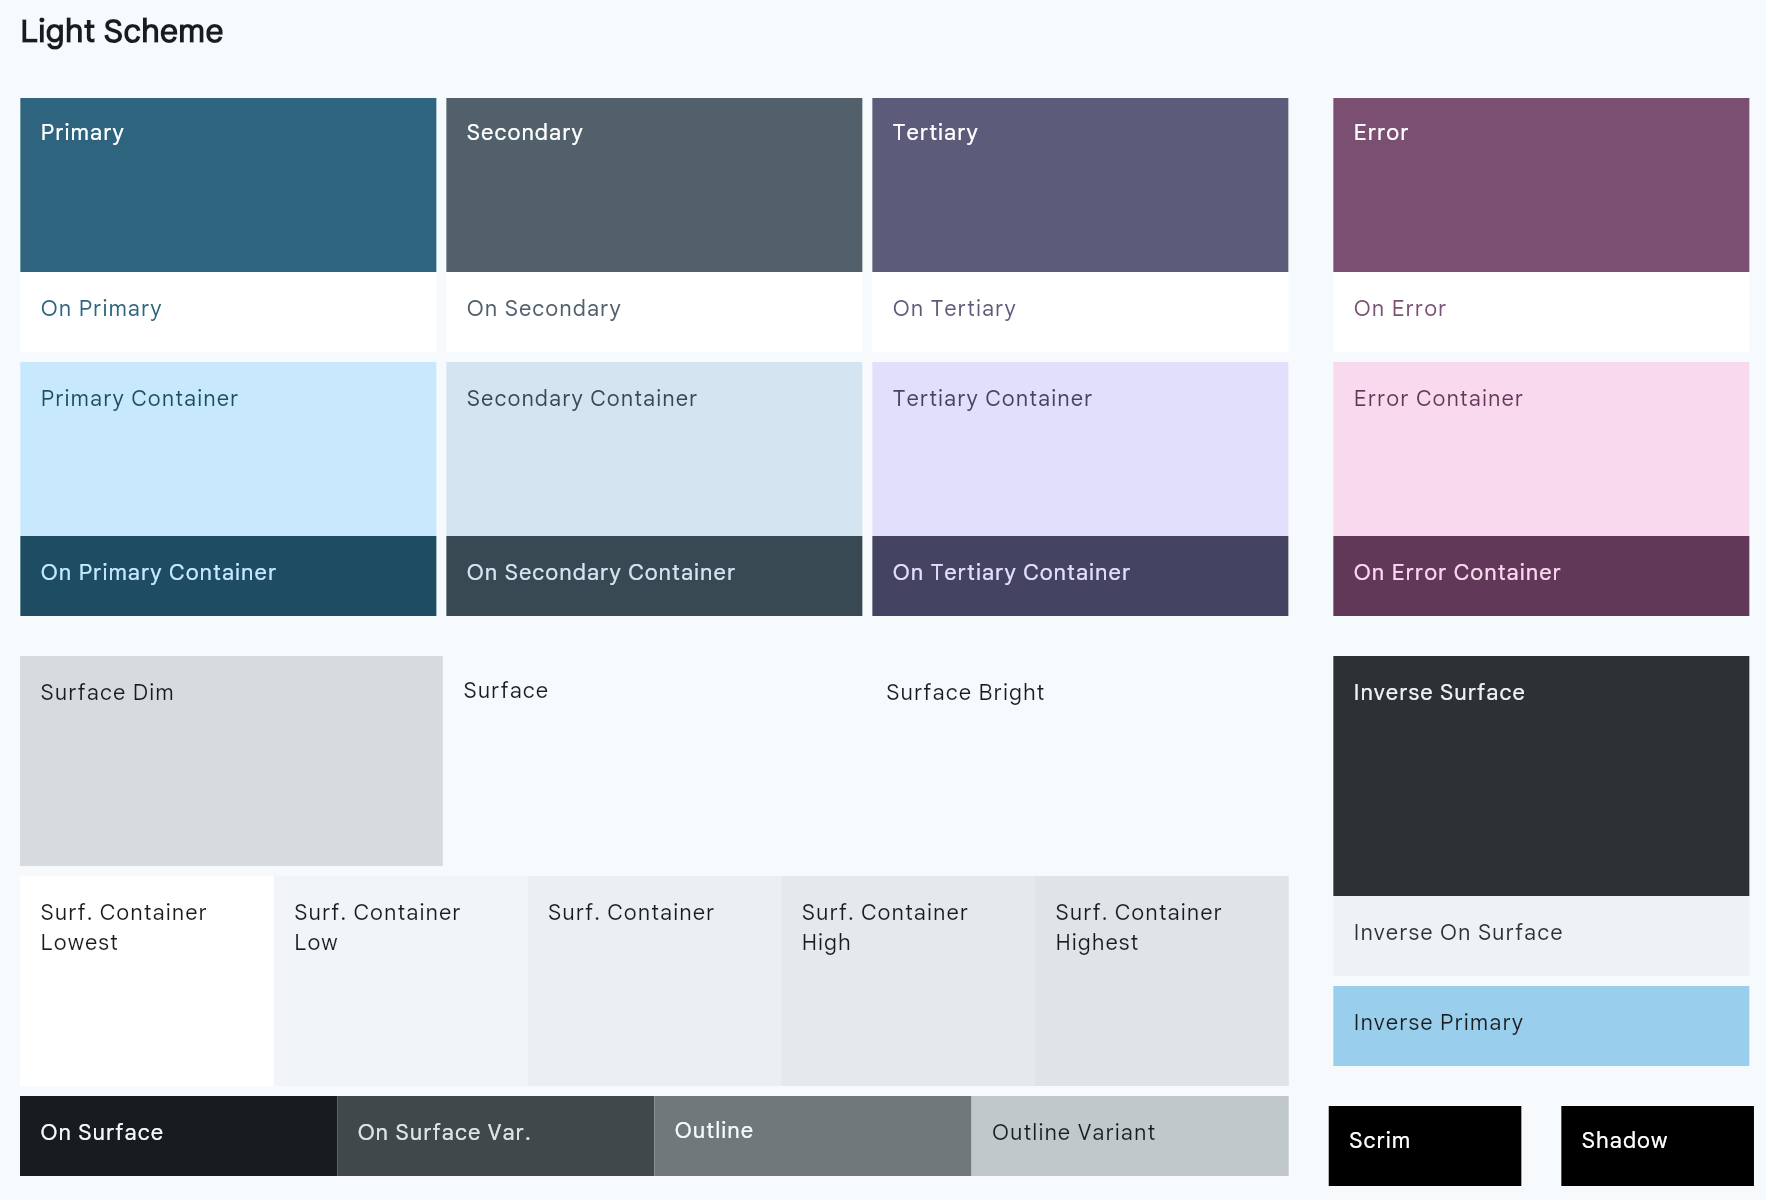 Light Scheme
Primary
Secondary
Tertiary
Error
On Primary
On Secondary
On Tertiary
On Error
Primary Container
Secondary Container
Tertiary Container
Error Container
On Primary Container
On Secondary Container
On Tertiary Container
On Error Container
Surface Dim
Surface
Surface Bright
Inverse Surface
Surf. Container
Lowest
Surf. Container
Low
Surf. Container
Surf. Container
High
Surf. Container
Highest
Inverse On Surface
Inverse Primary
On Surface
On Surface Var.
Outline
Outline Variant
Scrim
Shadow